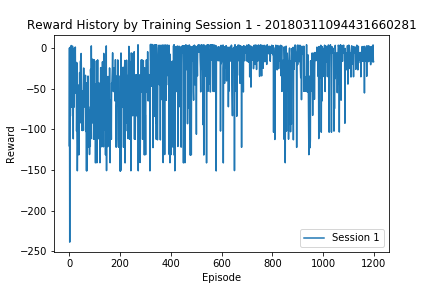 Reward History by Training Session 1 - 20180311094431660281
0
−50
−100
−150
−200
−250
Reward
0 200 400 600 800 1000 1200
Episode
Session 1